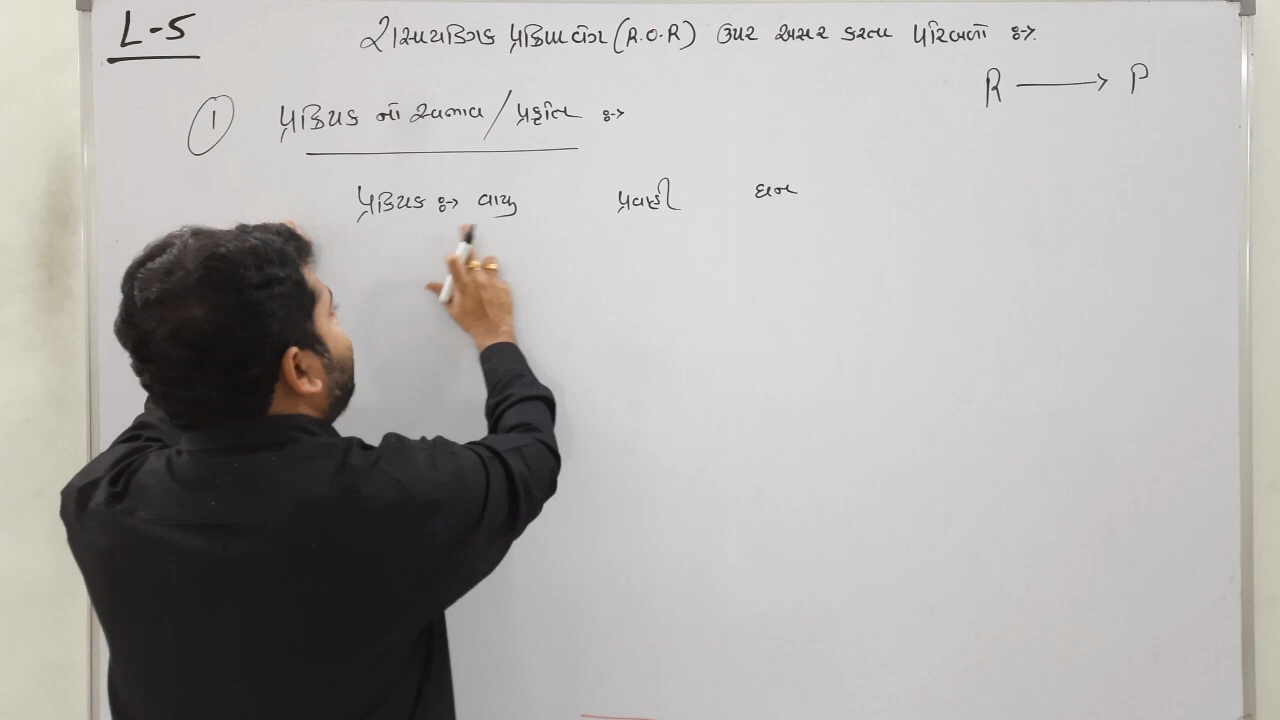 L-5
રાસાયણિક પ્રક્રિયા વેગ (R.O.R) ઉપર અસર કરતા પરિબળો :->
R ⟶ P
① પ્રક્રિયક નો સ્વભાવ / પ્રકૃતિ :->
પ્રક્રિયક :-> વાયુ પ્રવાહી ઘન